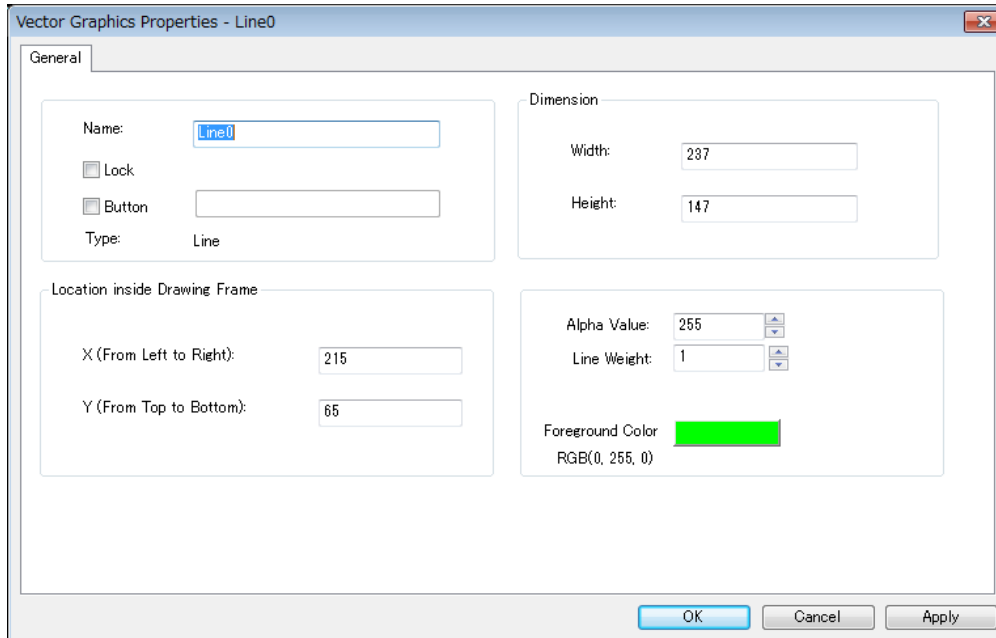 Vector Graphics Properties - Line0
General
Name: Line0
Lock
Button
Type: Line
Dimension
Width: 237
Height: 147
Location inside Drawing Frame
X (From Left to Right): 215
Y (From Top to Bottom): 65
Alpha Value: 255
Line Weight: 1
Foreground Color
RGB(0, 255, 0)
OK Cancel Apply